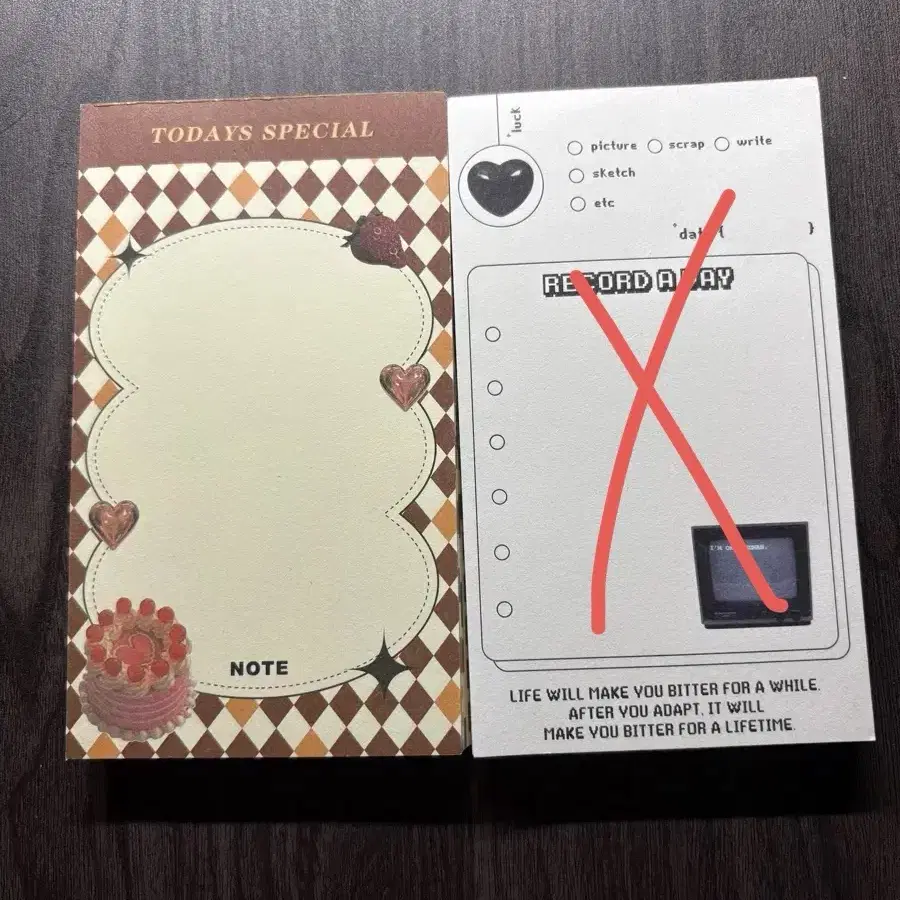 TODAYS SPECIAL
NOTE
*luck
picture scrap write
sketch
etc
*date { }
RECORD A DAY
LIFE WILL MAKE YOU BITTER FOR A WHILE.
AFTER YOU ADAPT, IT WILL
MAKE YOU BITTER FOR A LIFETIME.